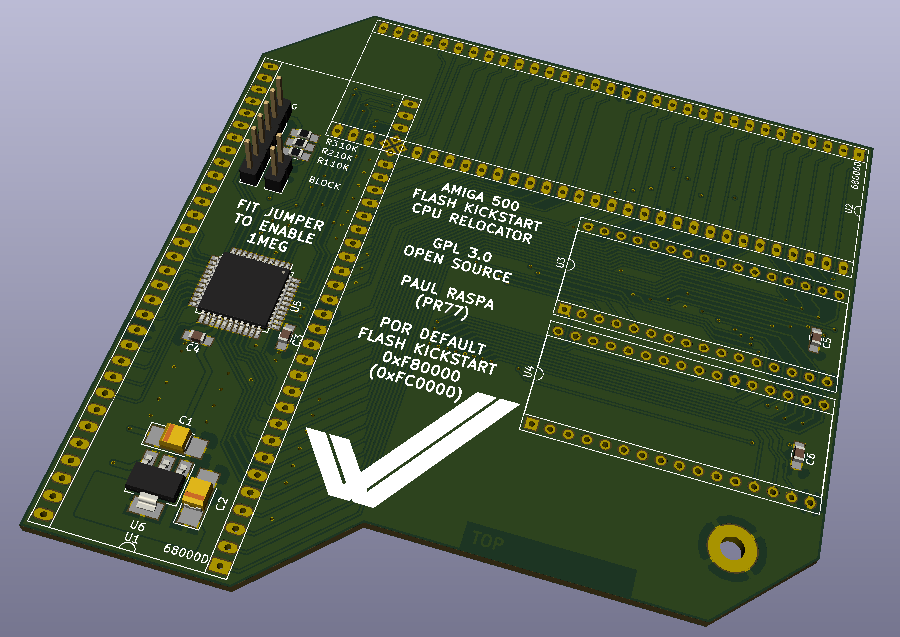 R310K
R210K
R110K
BLOCK
FIT JUMPER
TO ENABLE
1MEG
AMIGA 500
FLASH KICKSTART
CPU RELOCATOR
GPL 3.0
OPEN SOURCE
PAUL RASPA
(PR77)
POR DEFAULT
FLASH KICKSTART
0xF80000
(0xFC0000)
68000D
U2
U3
U4
U5
C4
C5
C6
C1
C2
U6
U1
68000D
TOP